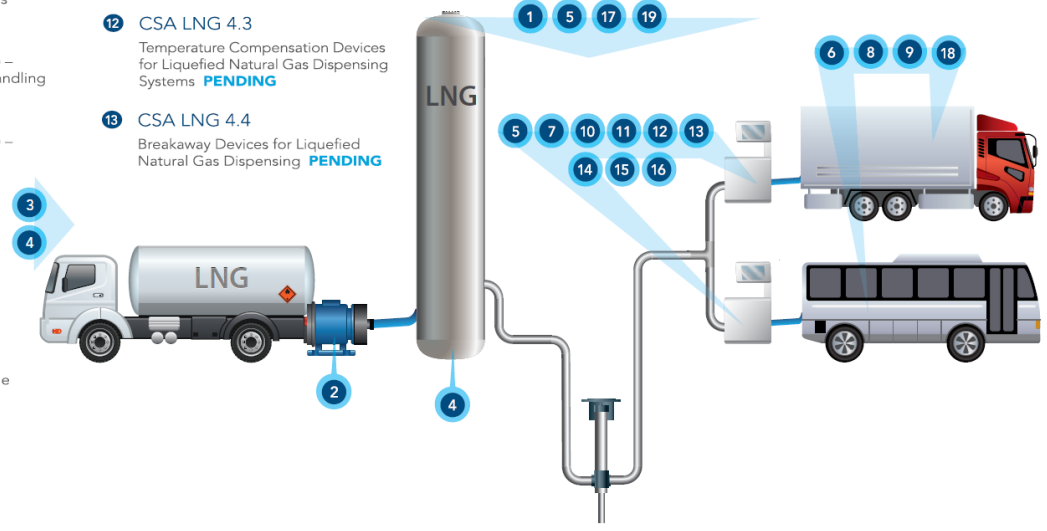 s
12 CSA LNG 4.3
Temperature Compensation Devices
for Liquefied Natural Gas Dispensing
Systems PENDING
–
andling
13 CSA LNG 4.4
Breakaway Devices for Liquefied
Natural Gas Dispensing PENDING
–
1 5 17 19
LNG
6 8 9 18
5 7 10 11 12 13
14 15 16
3
4
LNG
2
4
e